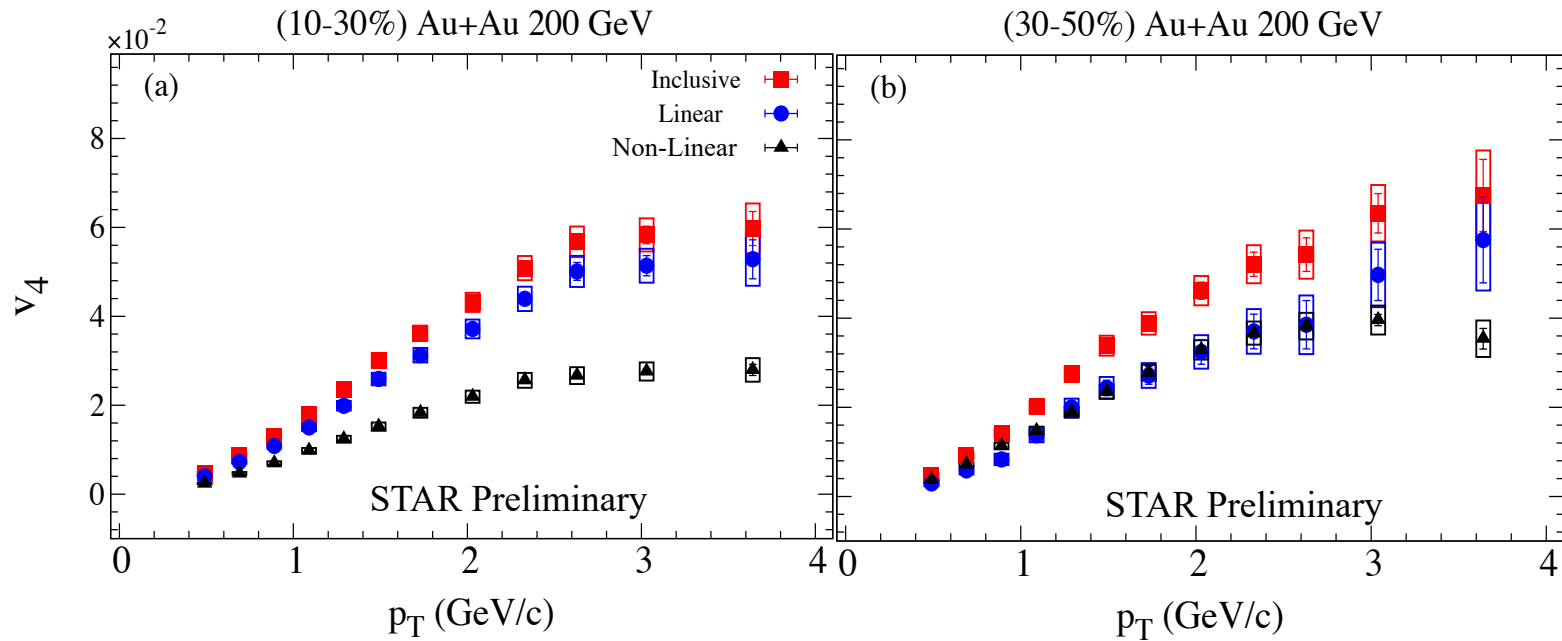 (10-30%) Au+Au 200 GeV
(30-50%) Au+Au 200 GeV
×10⁻²
(a)
Inclusive
Linear
Non-Linear
(b)
8
6
4
2
0
v₄
STAR Preliminary
STAR Preliminary
0 1 2 3 4
0 1 2 3 4
p_T (GeV/c)
p_T (GeV/c)